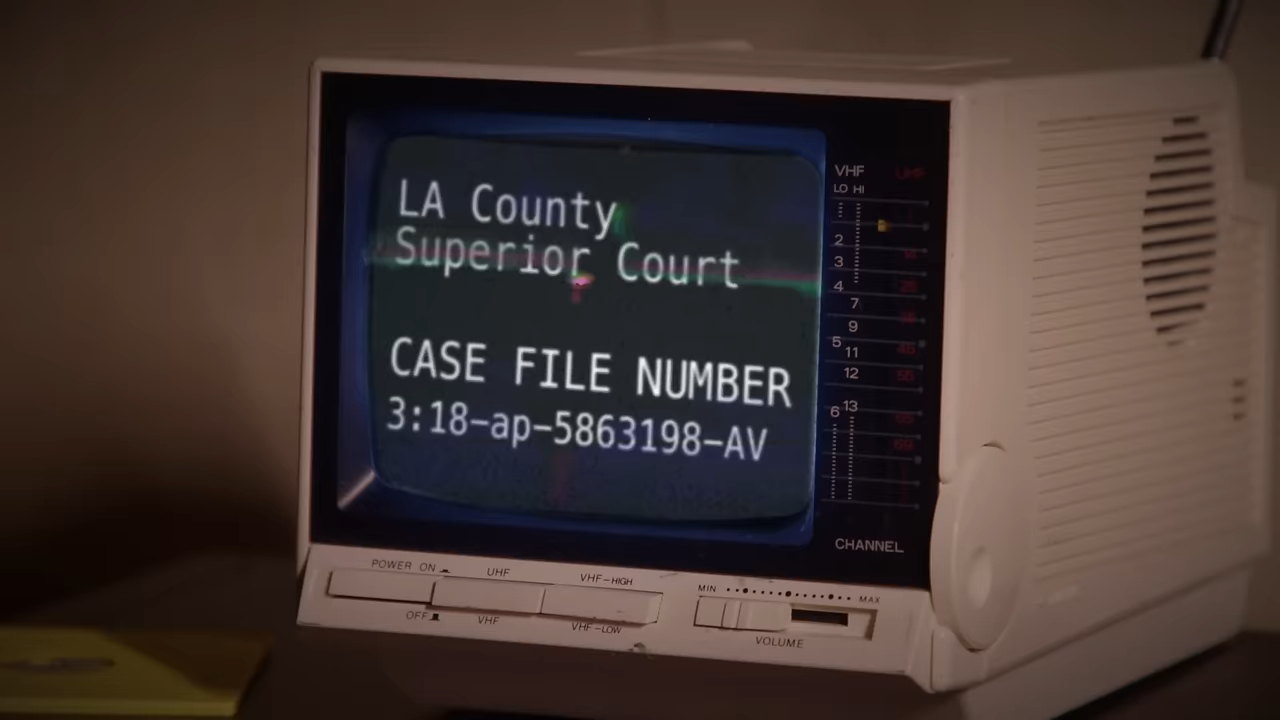 LA County
Superior Court
CASE FILE NUMBER
3:18-ap-5863198-AV
VHF UHF
LO HI
2
3
4
7
9
5
11
12
13
6
CHANNEL
POWER ON UHF VHF-HIGH
OFF VHF VHF-LOW
MIN MAX
VOLUME